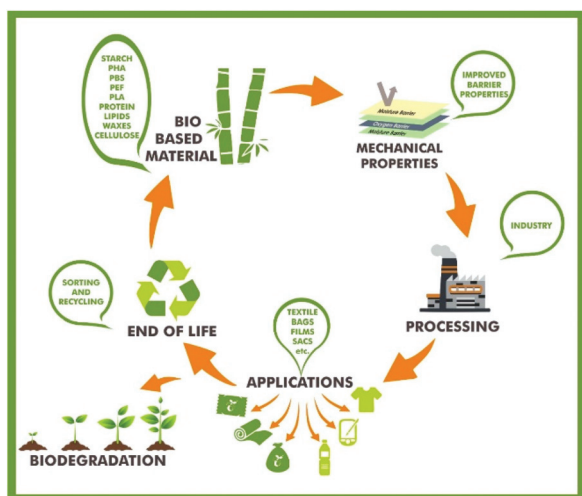 STARCH
PHA
PBS
PEF
PLA
PROTEIN
LIPIDS
WAXES
CELLULOSE
BIO
BASED
MATERIAL
Moisture Barrier
Oxygen Barrier
Moisture Barrier
IMPROVED
BARRIER
PROPERTIES
MECHANICAL
PROPERTIES
INDUSTRY
PROCESSING
TEXTILE
BAGS
FILMS
SACS
etc.
APPLICATIONS
SORTING
AND
RECYCLING
END OF LIFE
BIODEGRADATION